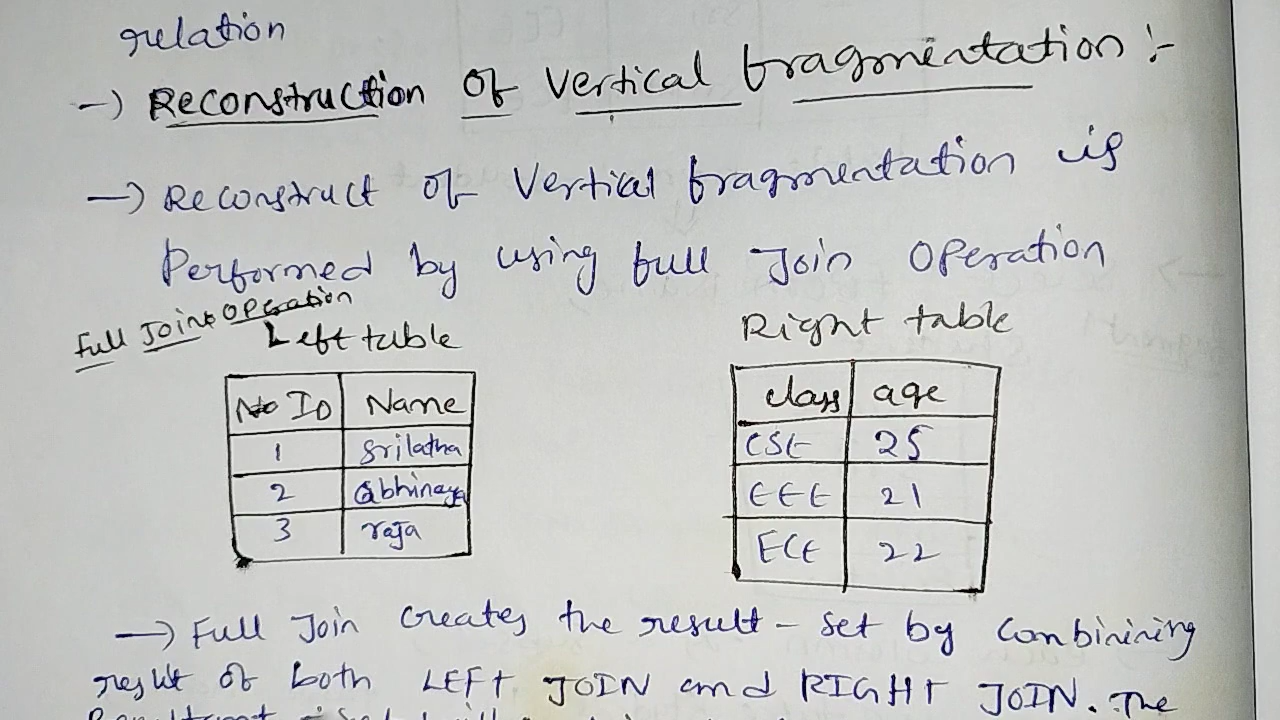 relation
-) Reconstruction Of Vertical fragmentation :-
-) Reconstruct Of Vertical fragmentation is
Performed by using full Join Operation
Full Join OPeration
Left table
Right table
ID Name
1 Srilatha
2 abhinaya
3 raja
class age
CSE 25
EEE 21
ECE 22
-) Full Join Creates the result - set by Combinining
result Of both LEFT JOIN and RIGHT JOIN. The